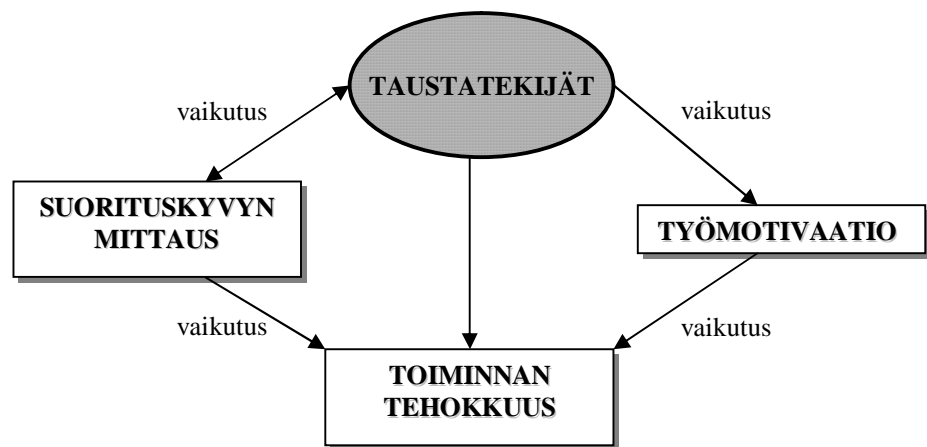 TAUSTATEKIJÄT
vaikutus
vaikutus
SUORITUSKYVYN
MITTAUS
TYÖMOTIVAATIO
vaikutus
vaikutus
TOIMINNAN
TEHOKKUUS